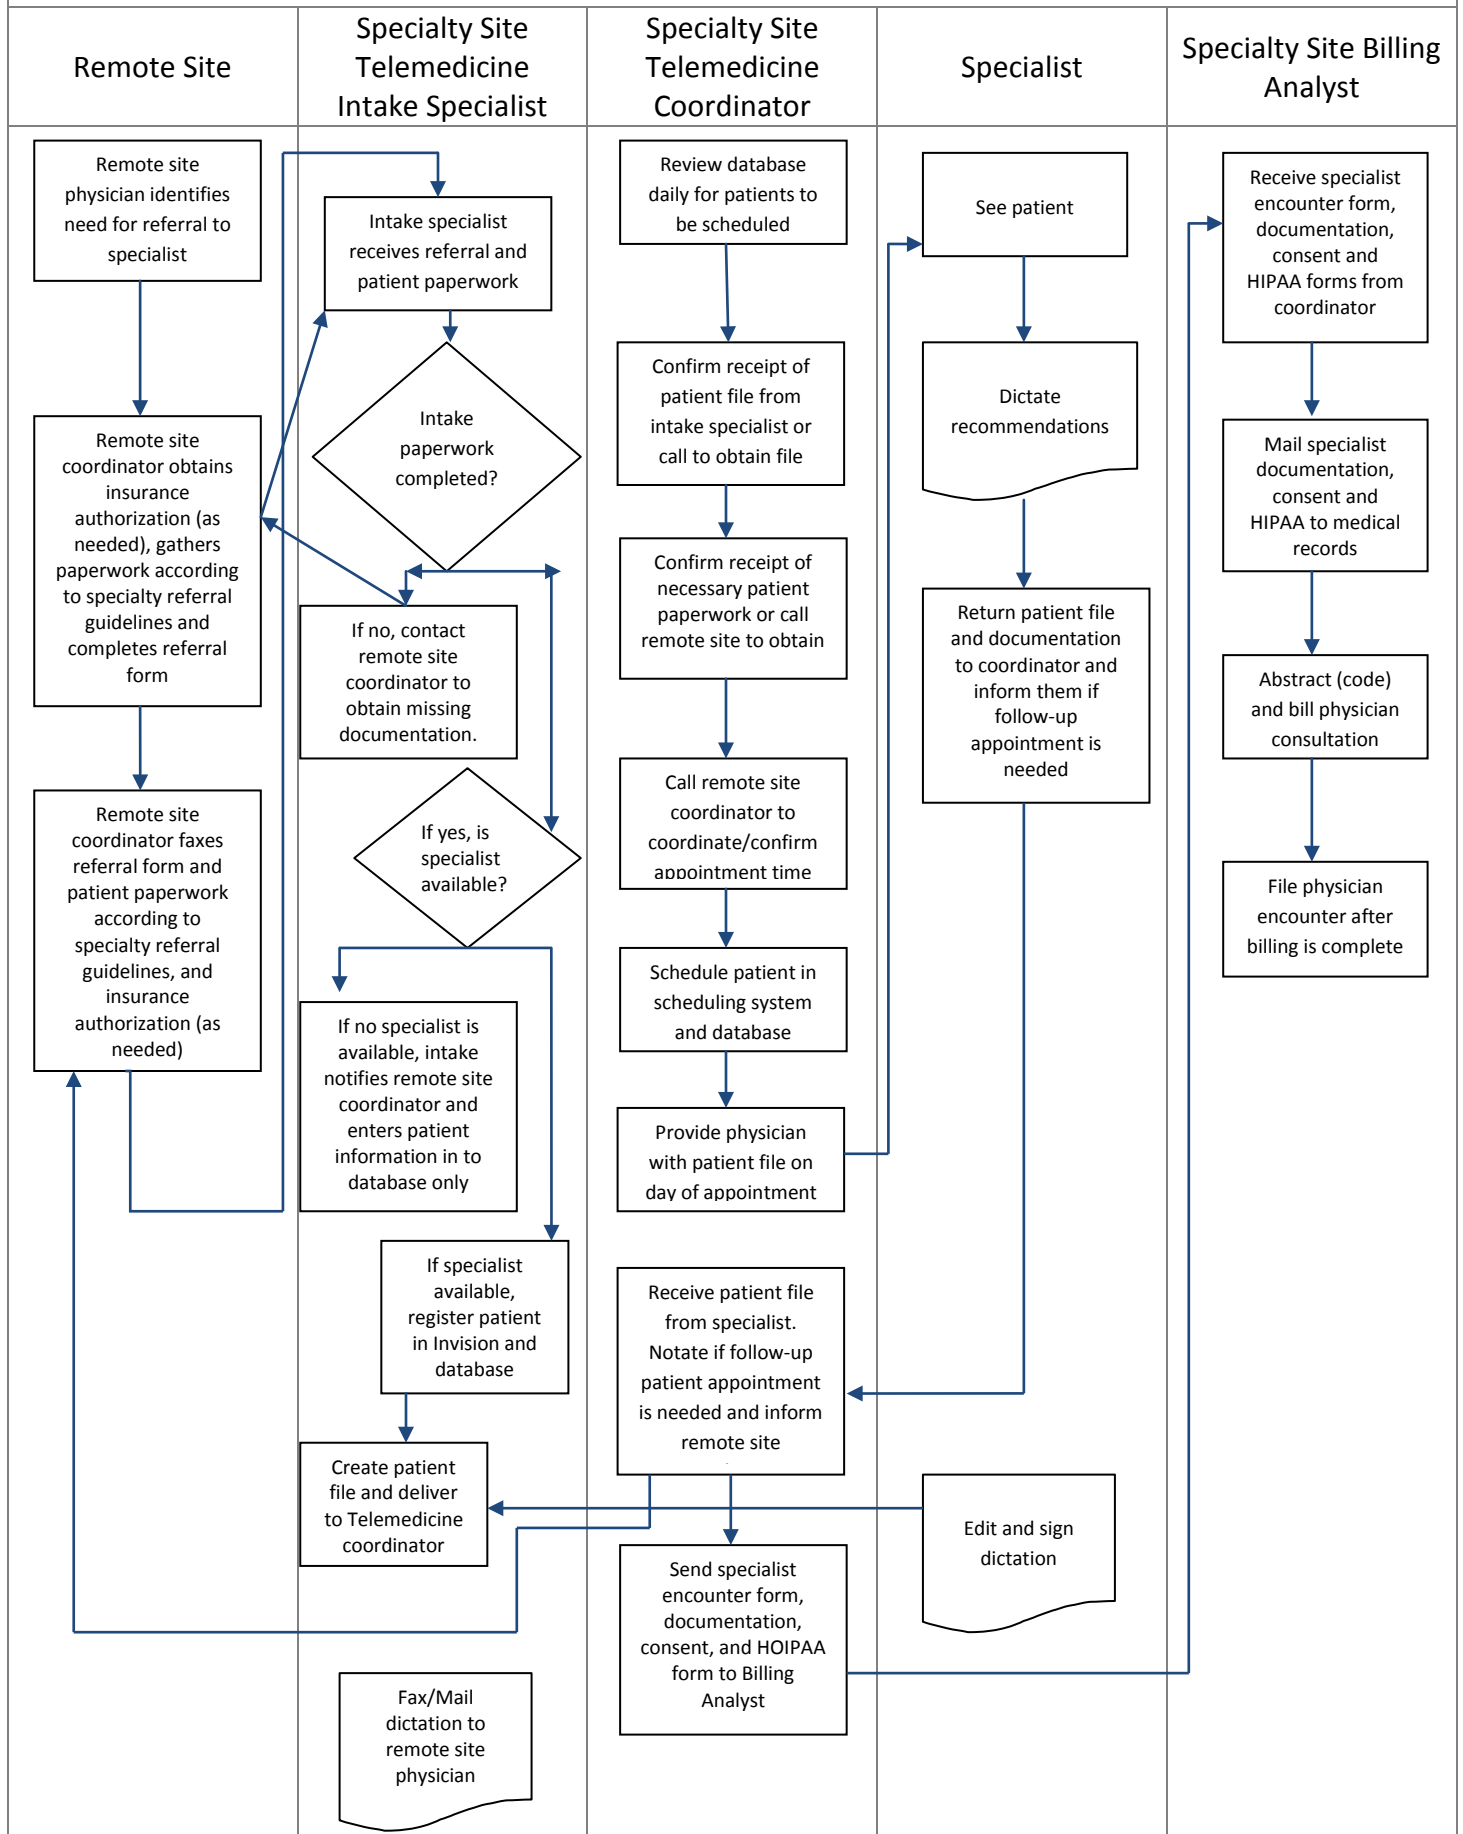 Remote Site
Specialty Site
Telemedicine
Intake Specialist
Specialty Site
Telemedicine
Coordinator
Specialist
Specialty Site Billing
Analyst
Remote site
physician identifies
need for referral to
specialist
Remote site
coordinator obtains
insurance
authorization (as
needed), gathers
paperwork according
to specialty referral
guidelines and
completes referral
form
Remote site
coordinator faxes
referral form and
patient paperwork
according to
specialty referral
guidelines, and
insurance
authorization (as
needed)
Intake specialist
receives referral and
patient paperwork
Intake
paperwork
completed?
If no, contact
remote site
coordinator to
obtain missing
documentation.
If yes, is
specialist
available?
If no specialist is
available, intake
notifies remote site
coordinator and
enters patient
information in to
database only
If specialist
available,
register patient
in Invision and
database
Create patient
file and deliver
to Telemedicine
coordinator
Fax/Mail
dictation to
remote site
physician
Review database
daily for patients to
be scheduled
Confirm receipt of
patient file from
intake specialist or
call to obtain file
Confirm receipt of
necessary patient
paperwork or call
remote site to obtain
Call remote site
coordinator to
coordinate/confirm
appointment time
Schedule patient in
scheduling system
and database
Provide physician
with patient file on
day of appointment
Receive patient file
from specialist.
Notate if follow-up
patient appointment
is needed and inform
remote site
Send specialist
encounter form,
documentation,
consent, and HOIPAA
form to Billing
Analyst
See patient
Dictate
recommendations
Return patient file
and documentation
to coordinator and
inform them if
follow-up
appointment is
needed
Edit and sign
dictation
Receive specialist
encounter form,
documentation,
consent and
HIPAA forms from
coordinator
Mail specialist
documentation,
consent and
HIPAA to medical
records
Abstract (code)
and bill physician
consultation
File physician
encounter after
billing is complete